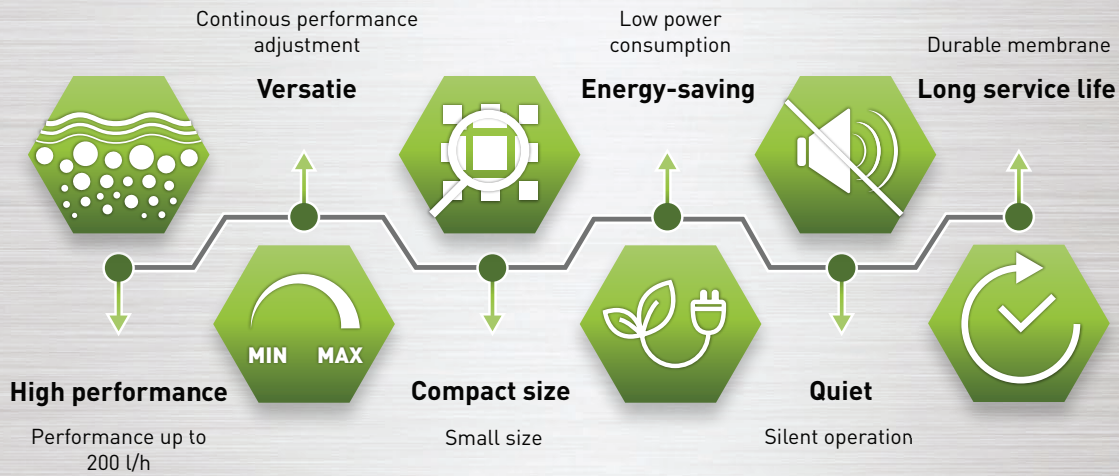 Continous performance
adjustment
Versatie
Low power
consumption
Energy-saving
Durable membrane
Long service life
MIN MAX
High performance
Performance up to
200 l/h
Compact size
Small size
Quiet
Silent operation